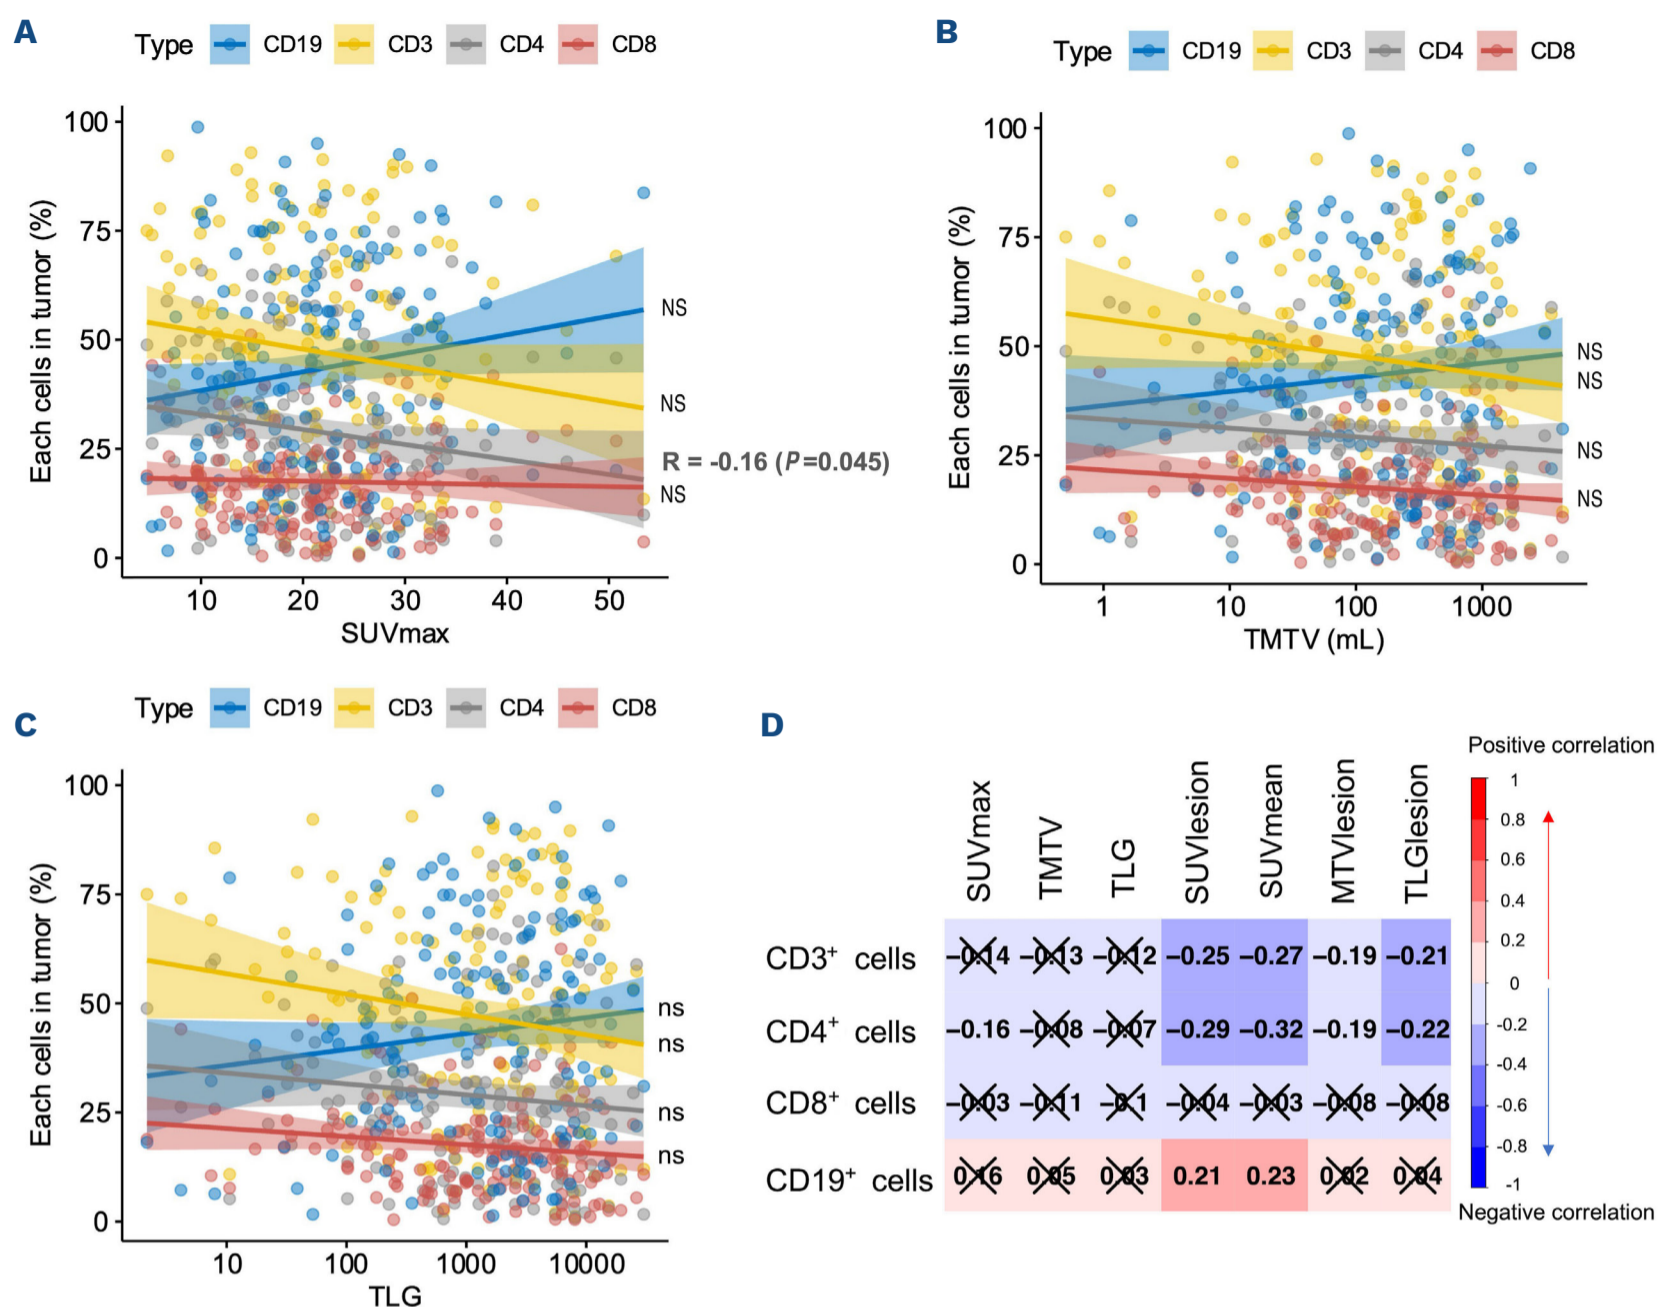 A
Type CD19 CD3 CD4 CD8
Each cells in tumor (%)
100
75
50
25
0
NS
NS
R = -0.16 (P=0.045)
NS
10 20 30 40 50
SUVmax
B
Type CD19 CD3 CD4 CD8
Each cells in tumor (%)
100
75
50
25
0
NS
NS
NS
NS
1 10 100 1000
TMTV (mL)
C
Type CD19 CD3 CD4 CD8
Each cells in tumor (%)
100
75
50
25
0
ns
ns
ns
ns
10 100 1000 10000
TLG
D
SUVmax TMTV TLG SUVlesion SUVmean MTVlesion TLGlesion
CD3⁺ cells −0.14 −0.13 −0.12 −0.25 −0.27 −0.19 −0.21
CD4⁺ cells −0.16 −0.08 −0.07 −0.29 −0.32 −0.19 −0.22
CD8⁺ cells −0.03 −0.11 −0.1 −0.04 −0.03 −0.08 −0.08
CD19⁺ cells 0.16 0.05 0.03 0.21 0.23 0.02 0.04
Positive correlation
1
0.8
0.6
0.4
0.2
0
-0.2
-0.4
-0.6
-0.8
-1
Negative correlation